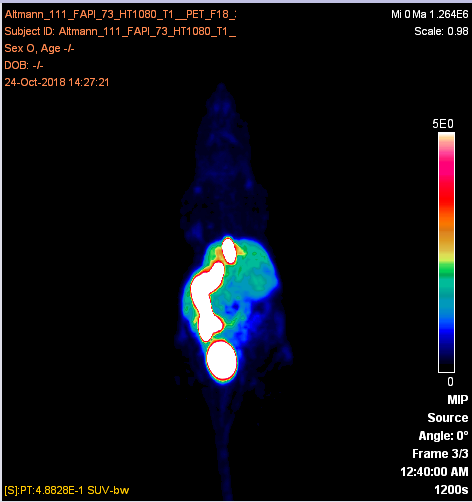 Altmann_111_FAPI_73_HT1080_T1__PET_F18_:
Mi 0 Ma 1.264E6
Subject ID: Altmann_111_FAPI_73_HT1080_T1__
Scale: 0.98
Sex O, Age -/-
DOB: -/-
24-Oct-2018 14:27:21
5E0
0
MIP
Source
Angle: 0°
Frame 3/3
12:40:00 AM
[S]:PT:4.8828E-1 SUV-bw
1200s